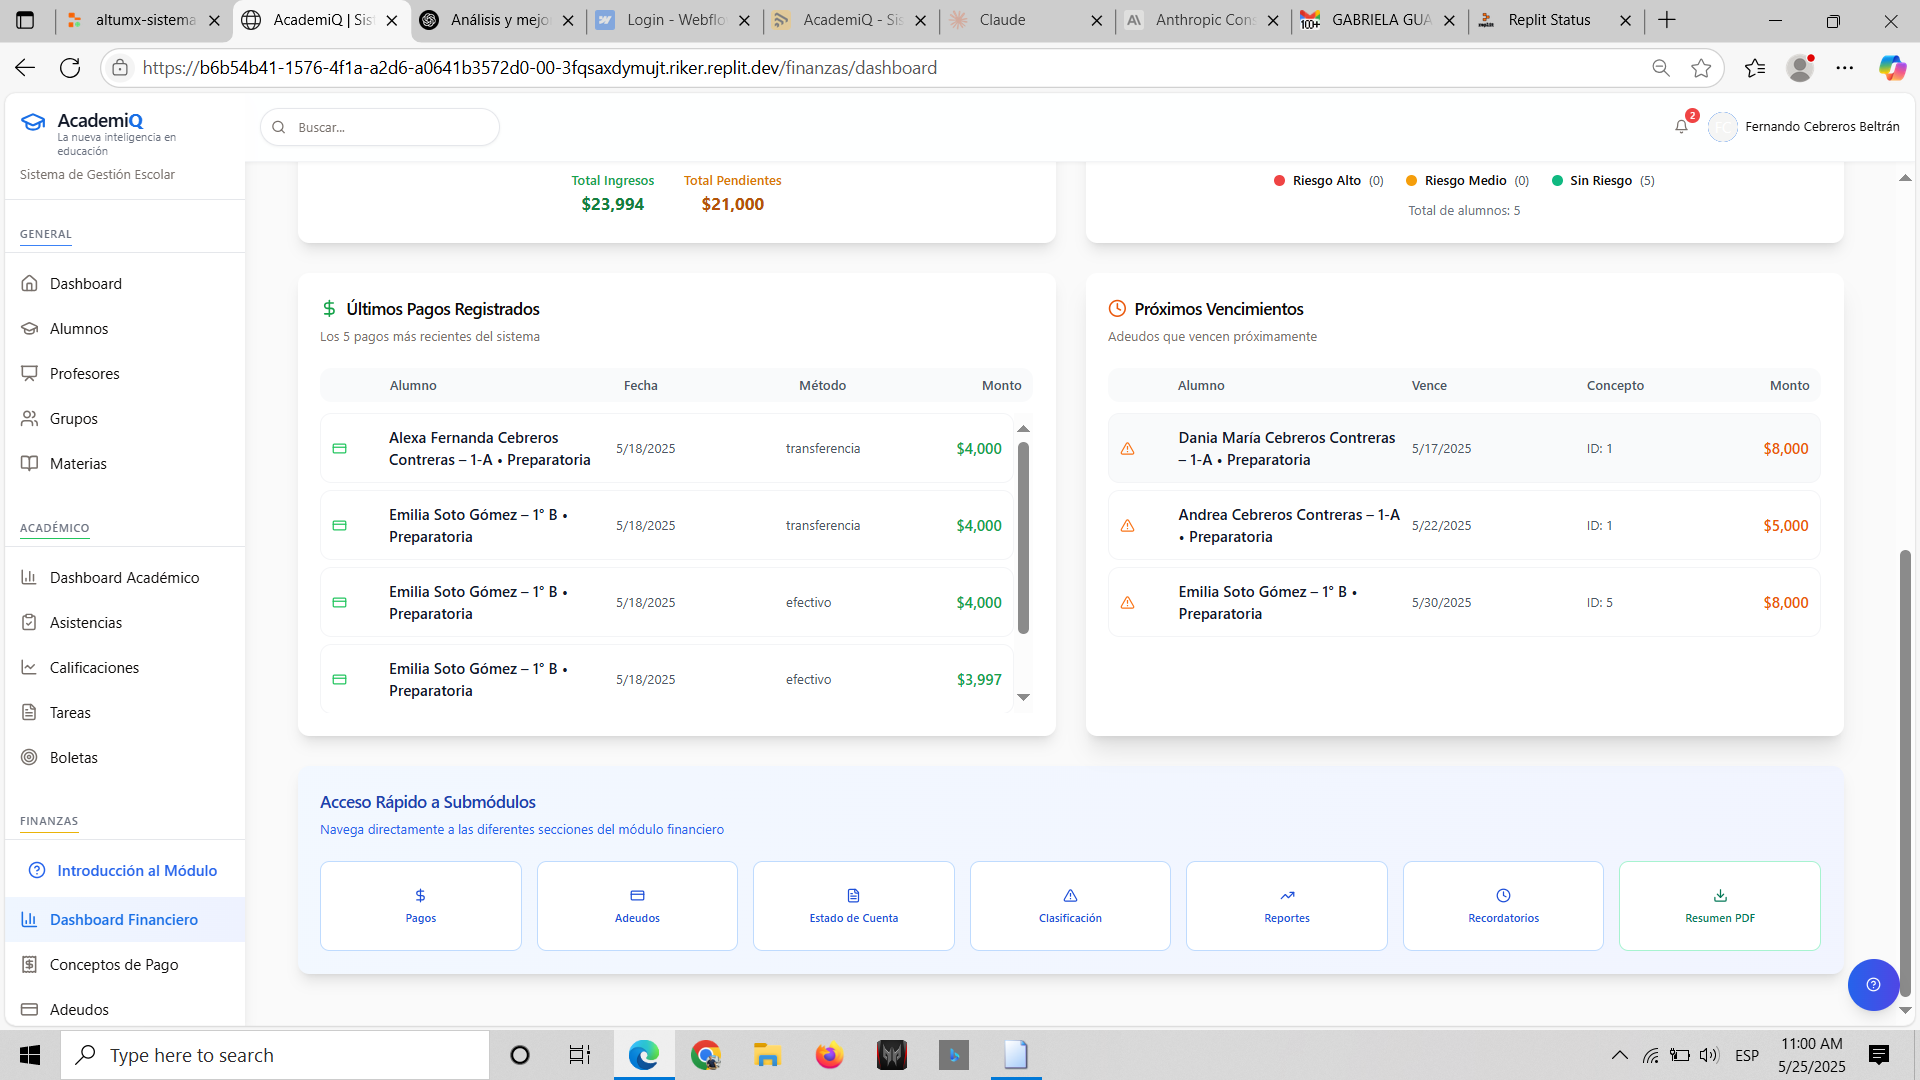 altumx-sistema
AcademiQ | Sist
Análisis y mejo
Login - Webflo
AcademiQ - Sis
Claude
Anthropic Cons
GABRIELA GUA
Replit Status
https://b6b54b41-1576-4f1a-a2d6-a0641b3572d0-00-3fqsaxdymujt.riker.replit.dev/finanzas/dashboard
AcademiQ
La nueva inteligencia en
educación
Sistema de Gestión Escolar
Buscar...
2
Fernando Cebreros Beltrán
GENERAL
Dashboard
Alumnos
Profesores
Grupos
Materias
ACADÉMICO
Dashboard Académico
Asistencias
Calificaciones
Tareas
Boletas
FINANZAS
Introducción al Módulo
Dashboard Financiero
Conceptos de Pago
Adeudos
Total Ingresos
$23,994
Total Pendientes
$21,000
Riesgo Alto (0)
Riesgo Medio (0)
Sin Riesgo (5)
Total de alumnos: 5
Últimos Pagos Registrados
Los 5 pagos más recientes del sistema
Alumno Fecha Método Monto
Alexa Fernanda Cebreros
Contreras – 1-A • Preparatoria
5/18/2025 transferencia $4,000
Emilia Soto Gómez – 1° B •
Preparatoria
5/18/2025 transferencia $4,000
Emilia Soto Gómez – 1° B •
Preparatoria
5/18/2025 efectivo $4,000
Emilia Soto Gómez – 1° B •
Preparatoria
5/18/2025 efectivo $3,997
Próximos Vencimientos
Adeudos que vencen próximamente
Alumno Vence Concepto Monto
Dania María Cebreros Contreras
– 1-A • Preparatoria
5/17/2025 ID: 1 $8,000
Andrea Cebreros Contreras – 1-A
• Preparatoria
5/22/2025 ID: 1 $5,000
Emilia Soto Gómez – 1° B •
Preparatoria
5/30/2025 ID: 5 $8,000
Acceso Rápido a Submódulos
Navega directamente a las diferentes secciones del módulo financiero
Pagos
Adeudos
Estado de Cuenta
Clasificación
Reportes
Recordatorios
Resumen PDF
Type here to search
ESP
11:00 AM
5/25/2025